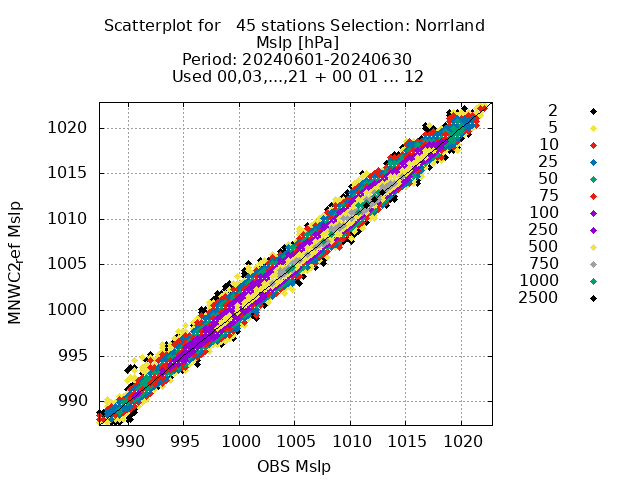 Scatterplot for   45 stations Selection: Norrland
Mslp [hPa]
Period: 20240601-20240630
Used 00,03,...,21 + 00 01 ... 12
MNWC2.ef Mslp
1020
1015
1010
1005
1000
995
990
990 995 1000 1005 1010 1015 1020
OBS Mslp
2
5
10
25
50
75
100
250
500
750
1000
2500